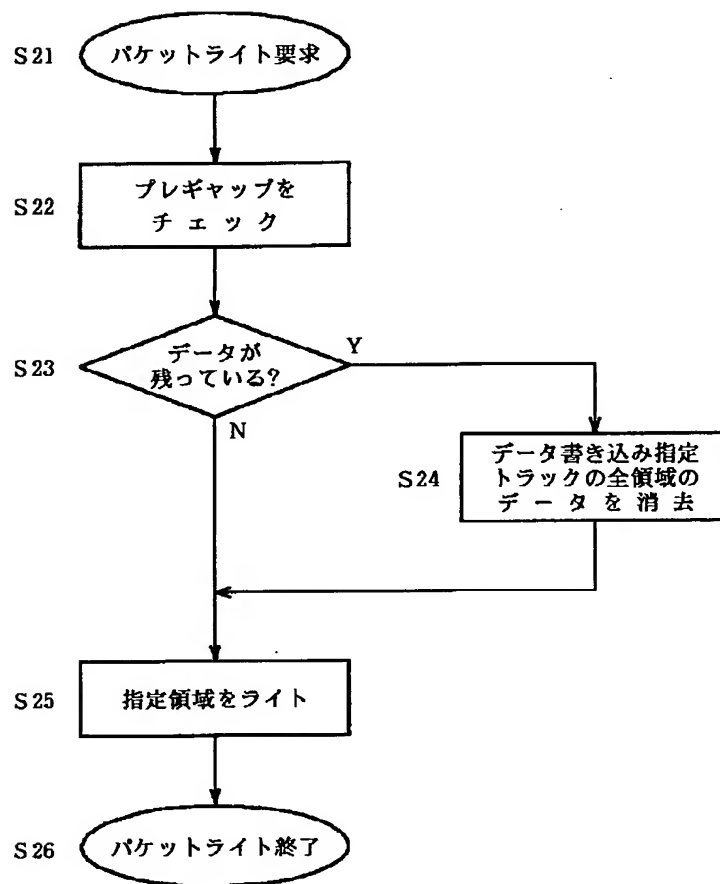 S21 パケットライト要求
S22 プレギャップを
チェック
S23 データが
残っている?
Y
N
S24 データ書き込み指定
トラックの全領域の
データを消去
S25 指定領域をライト
S26 パケットライト終了